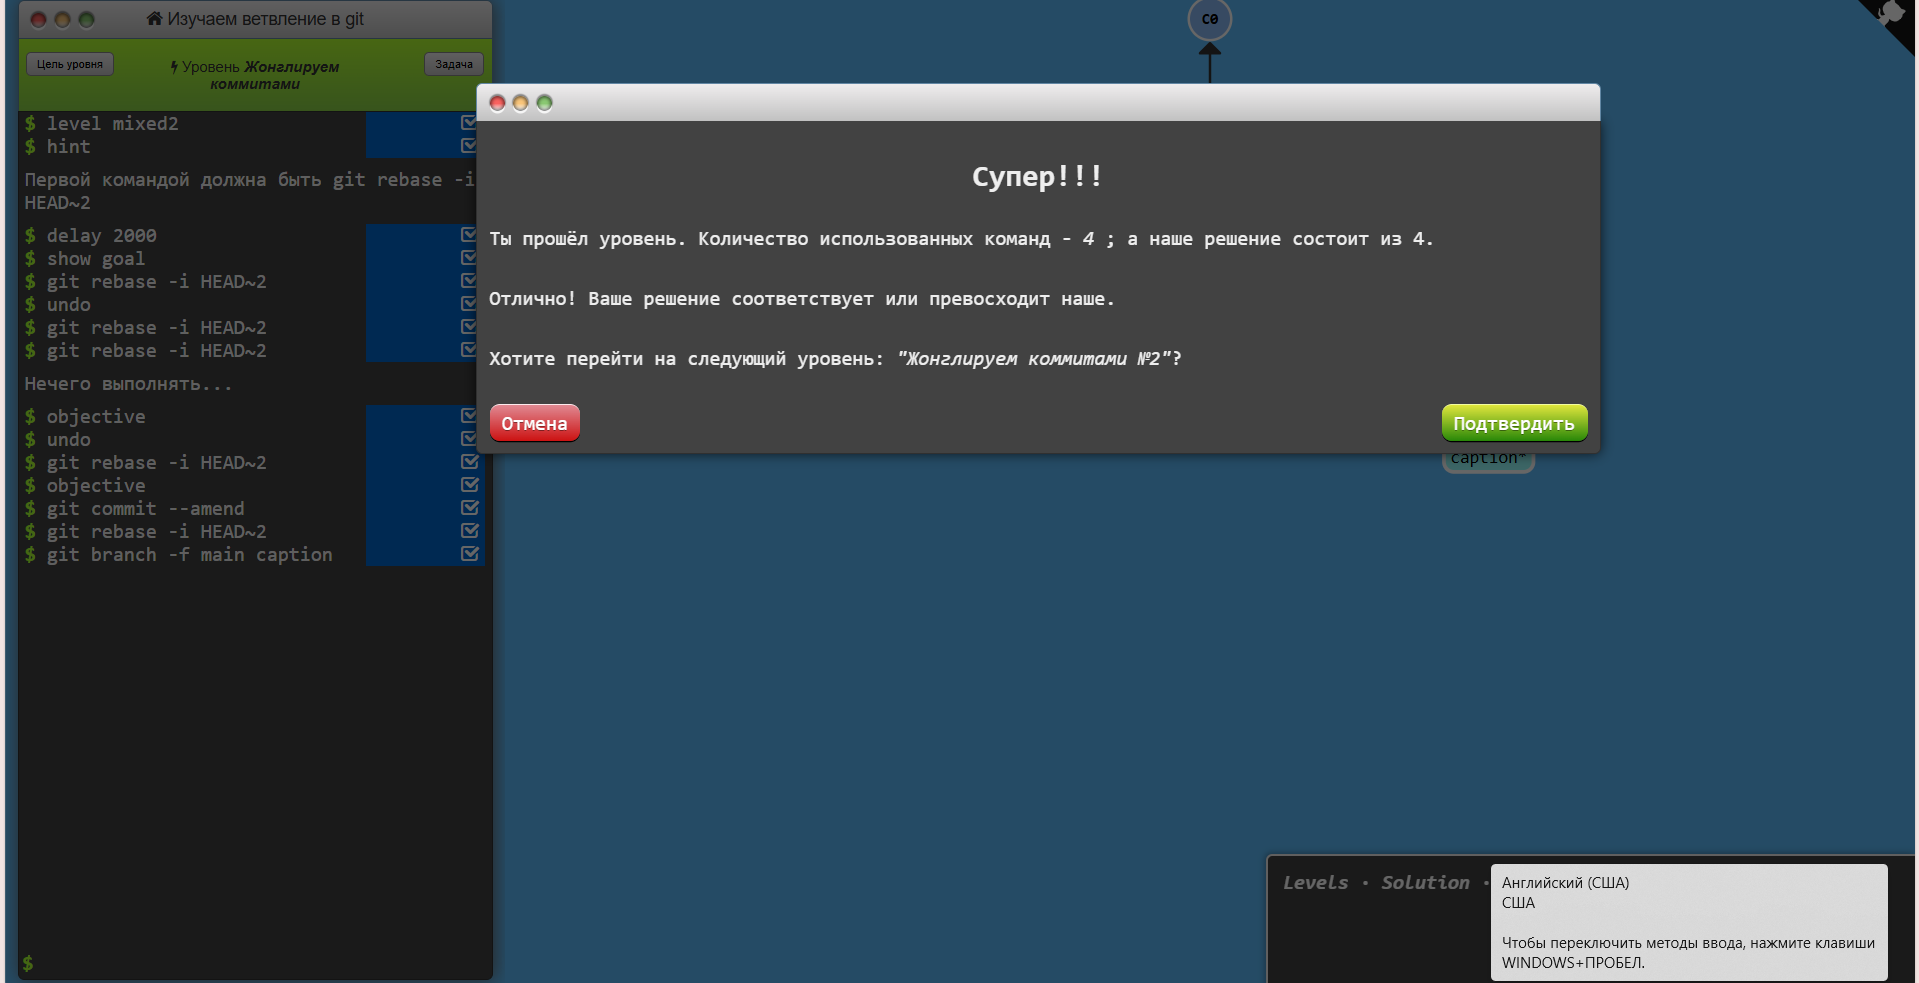 Изучаем ветвление в git
Цель уровня
Уровень Жонглируем
коммитами
Задача
$ level mixed2
$ hint
Первой командой должна быть git rebase -i
HEAD~2
$ delay 2000
$ show goal
$ git rebase -i HEAD~2
$ undo
$ git rebase -i HEAD~2
$ git rebase -i HEAD~2
Нечего выполнять...
$ objective
$ undo
$ git rebase -i HEAD~2
$ objective
$ git commit --amend
$ git rebase -i HEAD~2
$ git branch -f main caption
$
C0
Супер!!!
Ты прошёл уровень. Количество использованных команд - 4 ; а наше решение состоит из 4.
Отлично! Ваше решение соответствует или превосходит наше.
Хотите перейти на следующий уровень: "Жонглируем коммитами №2"?
Отмена
Подтвердить
caption*
Levels · Solution ·
Английский (США)
США
Чтобы переключить методы ввода, нажмите клавиши
WINDOWS+ПРОБЕЛ.